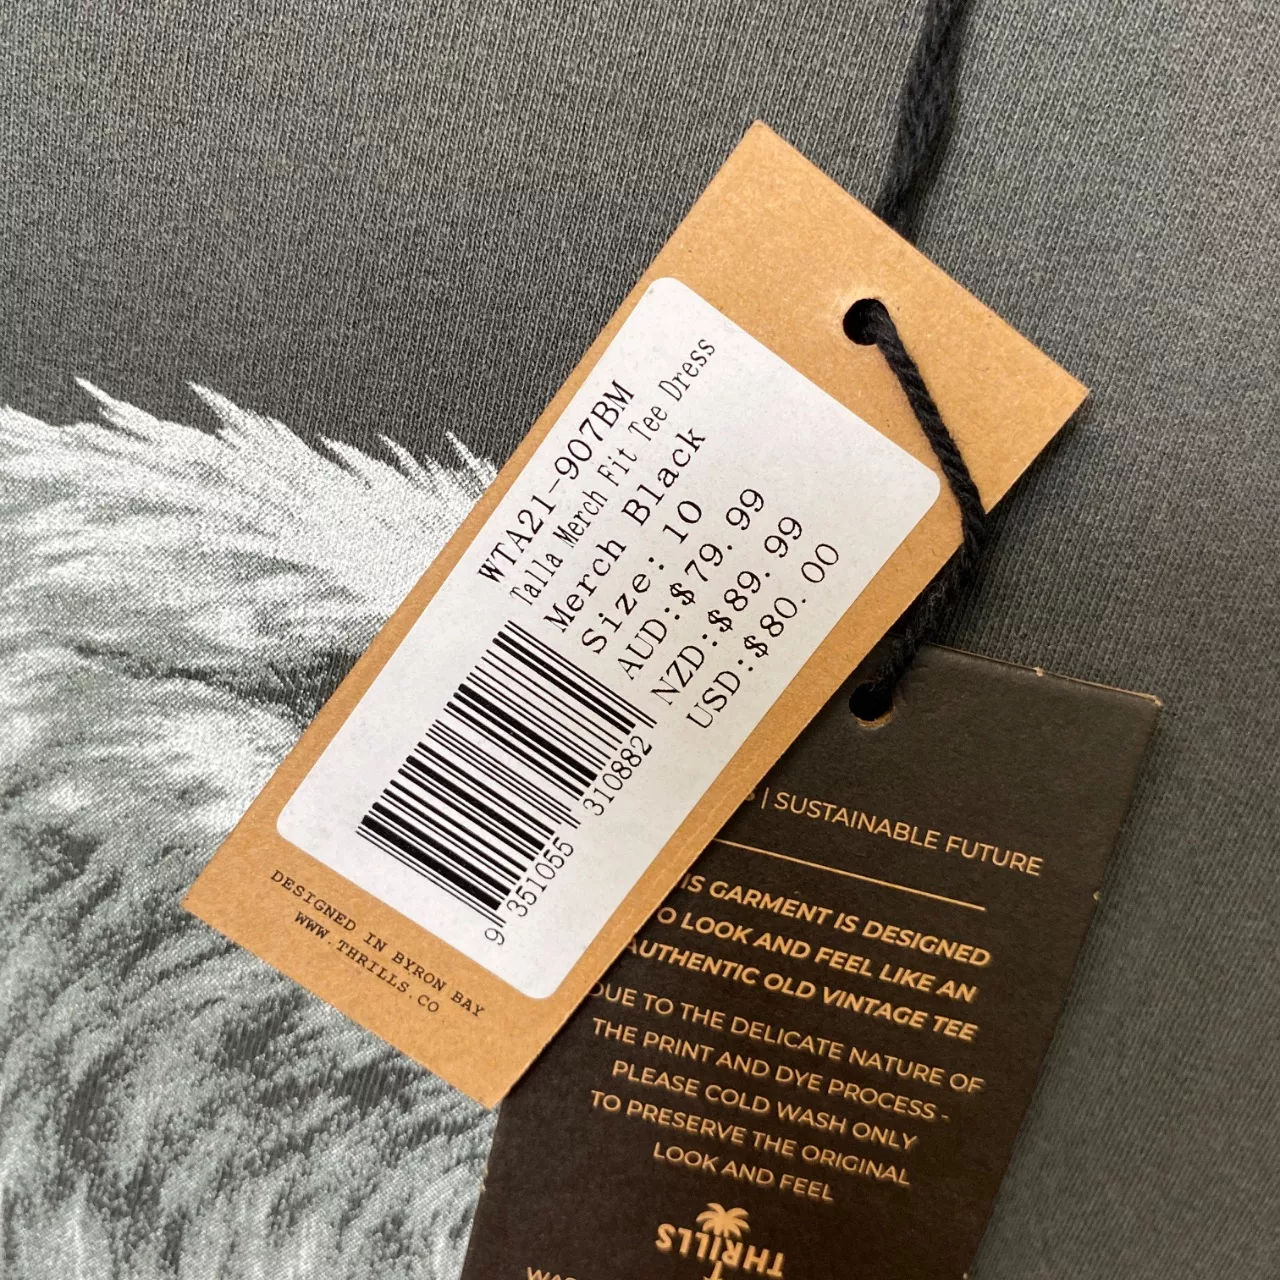 WTA21-907BM
Talla Merch Fit Tee Dress
Merch Black
Size: 10
AUD:$79.99
NZD:$89.99
USD:$80.00
9 351055 310882
DESIGNED IN BYRON BAY
WWW.THRILLS.CO
| SUSTAINABLE FUTURE
IS GARMENT IS DESIGNED
O LOOK AND FEEL LIKE AN
AUTHENTIC OLD VINTAGE TEE
DUE TO THE DELICATE NATURE OF
THE PRINT AND DYE PROCESS -
PLEASE COLD WASH ONLY
TO PRESERVE THE ORIGINAL
LOOK AND FEEL
THRILLS